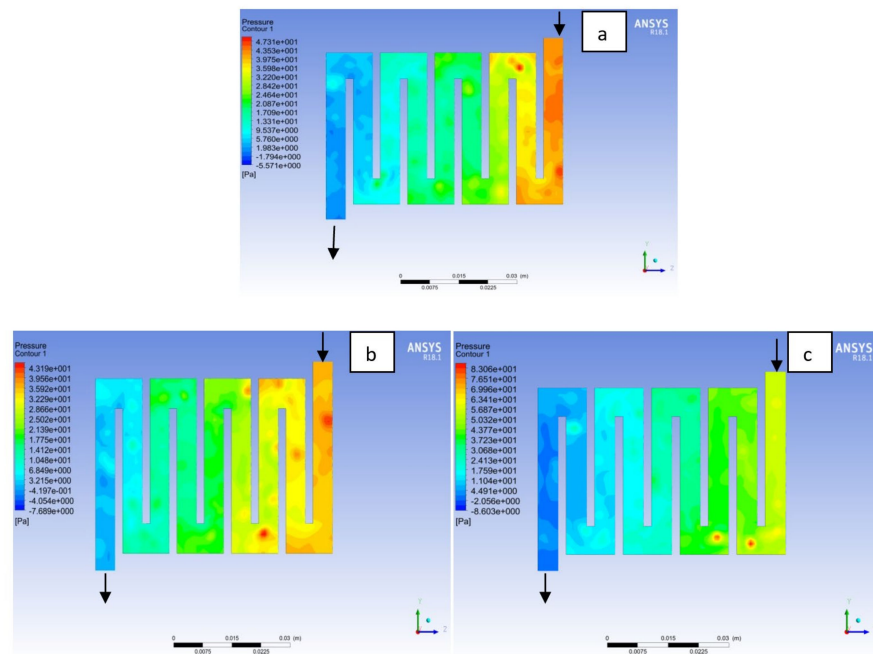 Pressure
Contour 1
4.731e+001
4.353e+001
3.975e+001
3.598e+001
3.220e+001
2.842e+001
2.464e+001
2.087e+001
1.709e+001
1.331e+001
9.537e+000
5.760e+000
1.983e+000
-1.794e+000
-5.571e+000
[Pa]
a
ANSYS
R18.1
0 0.015 0.03 (m)
0.0075 0.0225
Y
Z
Pressure
Contour 1
4.319e+001
3.956e+001
3.592e+001
3.229e+001
2.866e+001
2.502e+001
2.139e+001
1.775e+001
1.412e+001
1.048e+001
6.849e+000
3.215e+000
-4.197e-001
-4.054e+000
-7.689e+000
[Pa]
b
ANSYS
R18.1
0 0.015 0.03 (m)
0.0075 0.0225
Y
Z
Pressure
Contour 1
8.306e+001
7.651e+001
6.996e+001
6.341e+001
5.687e+001
5.032e+001
4.377e+001
3.723e+001
3.068e+001
2.413e+001
1.759e+001
1.104e+001
4.491e+000
-2.056e+000
-8.603e+000
[Pa]
c
ANSYS
R18.1
0 0.015 0.03 (m)
0.0075 0.0225
Y
Z